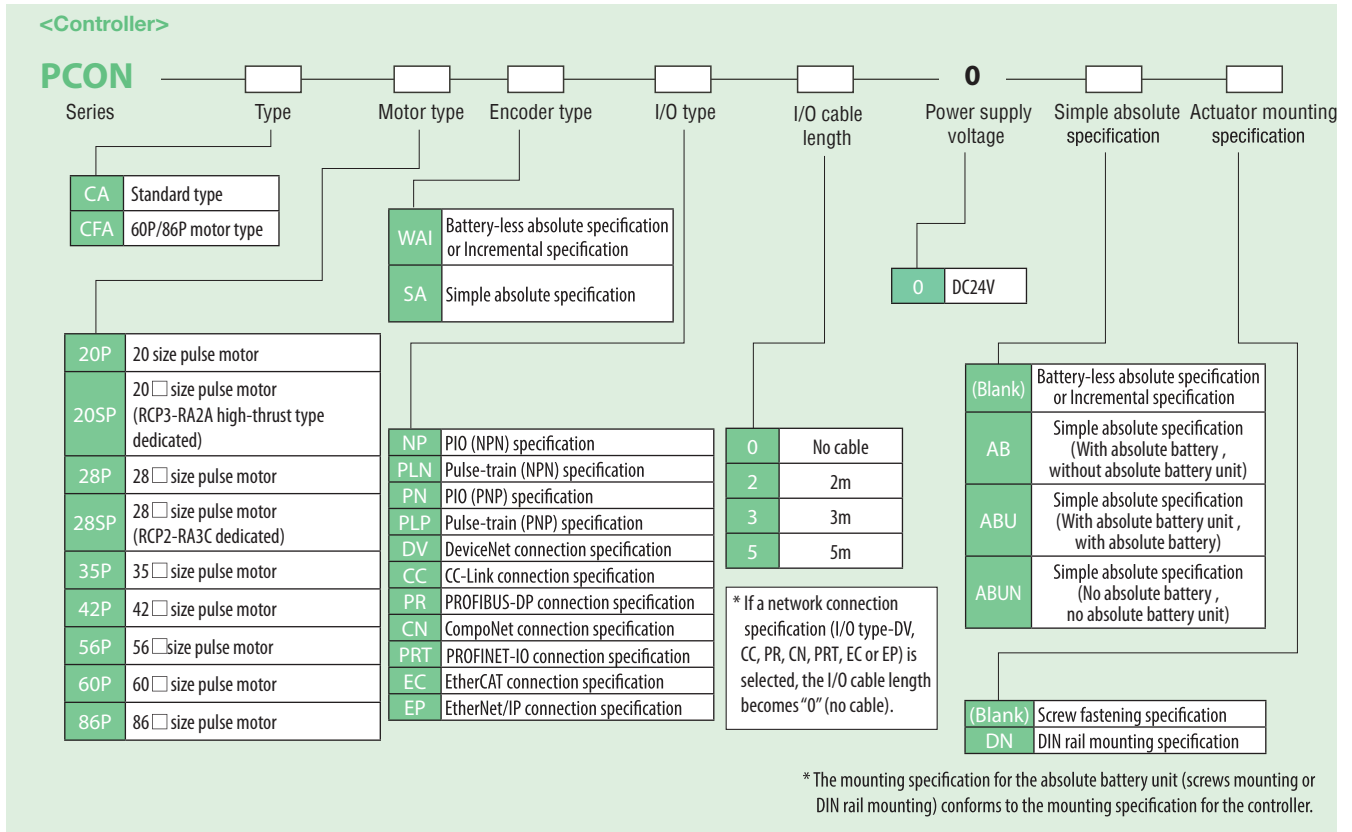 <Controller>
PCON
0
Series
Type
Motor type
Encoder type
I/O type
I/O cable
length
Power supply
voltage
Simple absolute
specification
Actuator mounting
specification
CA Standard type
CFA 60P/86P motor type
WAI Battery-less absolute specification
or Incremental specification
SA Simple absolute specification
0 DC24V
20P 20 size pulse motor
20SP 20□ size pulse motor
(RCP3-RA2A high-thrust type
dedicated)
28P 28□ size pulse motor
28SP 28□ size pulse motor
(RCP2-RA3C dedicated)
35P 35□ size pulse motor
42P 42□ size pulse motor
56P 56□size pulse motor
60P 60□ size pulse motor
86P 86□ size pulse motor
NP PIO (NPN) specification
PLN Pulse-train (NPN) specification
PN PIO (PNP) specification
PLP Pulse-train (PNP) specification
DV DeviceNet connection specification
CC CC-Link connection specification
PR PROFIBUS-DP connection specification
CN CompoNet connection specification
PRT PROFINET-IO connection specification
EC EtherCAT connection specification
EP EtherNet/IP connection specification
0 No cable
2 2m
3 3m
5 5m
* If a network connection
specification (I/O type-DV,
CC, PR, CN, PRT, EC or EP) is
selected, the I/O cable length
becomes “0” (no cable).
(Blank) Battery-less absolute specification
or Incremental specification
AB Simple absolute specification
(With absolute battery ,
without absolute battery unit)
ABU Simple absolute specification
(With absolute battery unit ,
with absolute battery)
ABUN Simple absolute specification
(No absolute battery ,
no absolute battery unit)
(Blank) Screw fastening specification
DN DIN rail mounting specification
* The mounting specification for the absolute battery unit (screws mounting or
DIN rail mounting) conforms to the mounting specification for the controller.